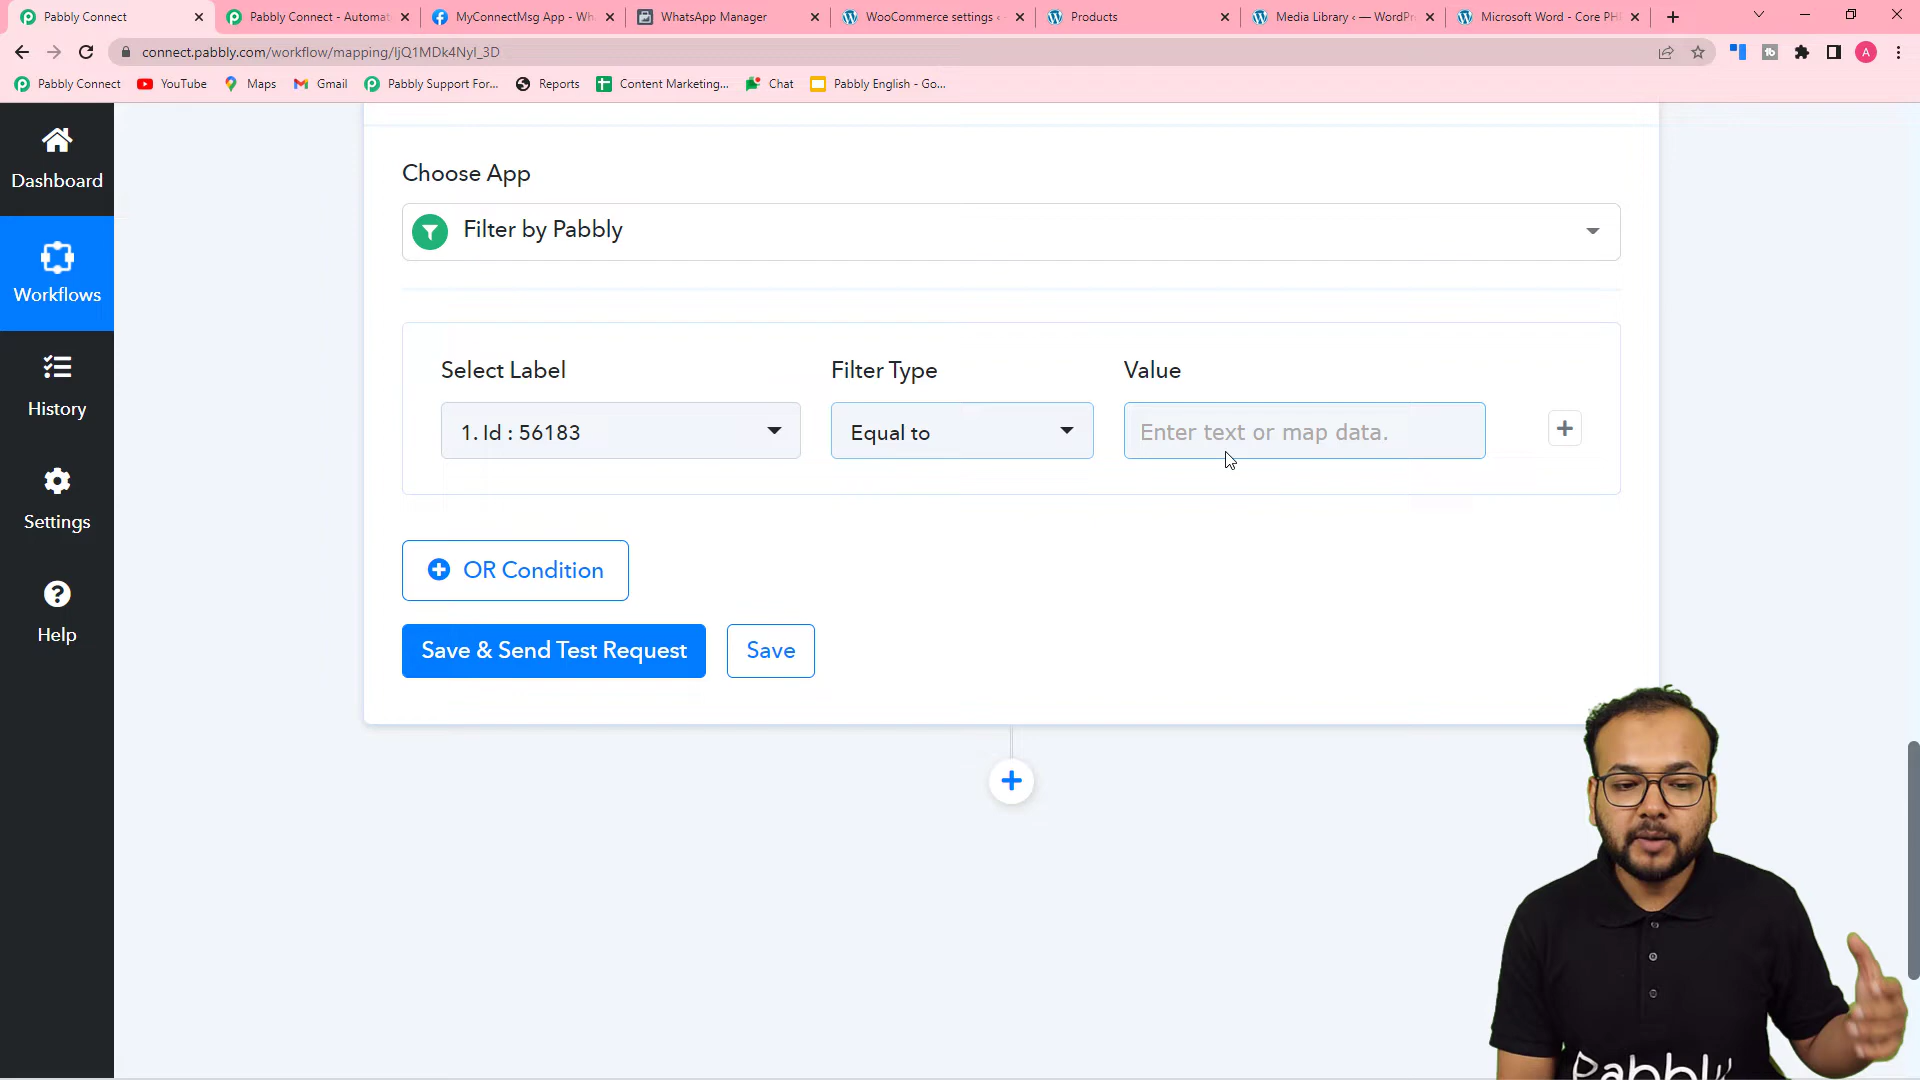 Pabbly Connect
Pabbly Connect - Automat
MyConnectMsg App - Wh
WhatsApp Manager
WooCommerce settings ‹
Products
Media Library ‹ — WordPr
Microsoft Word - Core PH
connect.pabbly.com/workflow/mapping/IjQ1MDk4NyI_3D
A
Pabbly Connect
YouTube
Maps
Gmail
Pabbly Support For...
Reports
Content Marketing...
Chat
Pabbly English - Go...
Dashboard
Workflows
History
Settings
Help
Choose App
Filter by Pabbly
Select Label
Filter Type
Value
1. Id : 56183
Equal to
Enter text or map data.
OR Condition
Save & Send Test Request
Save
Pabbly